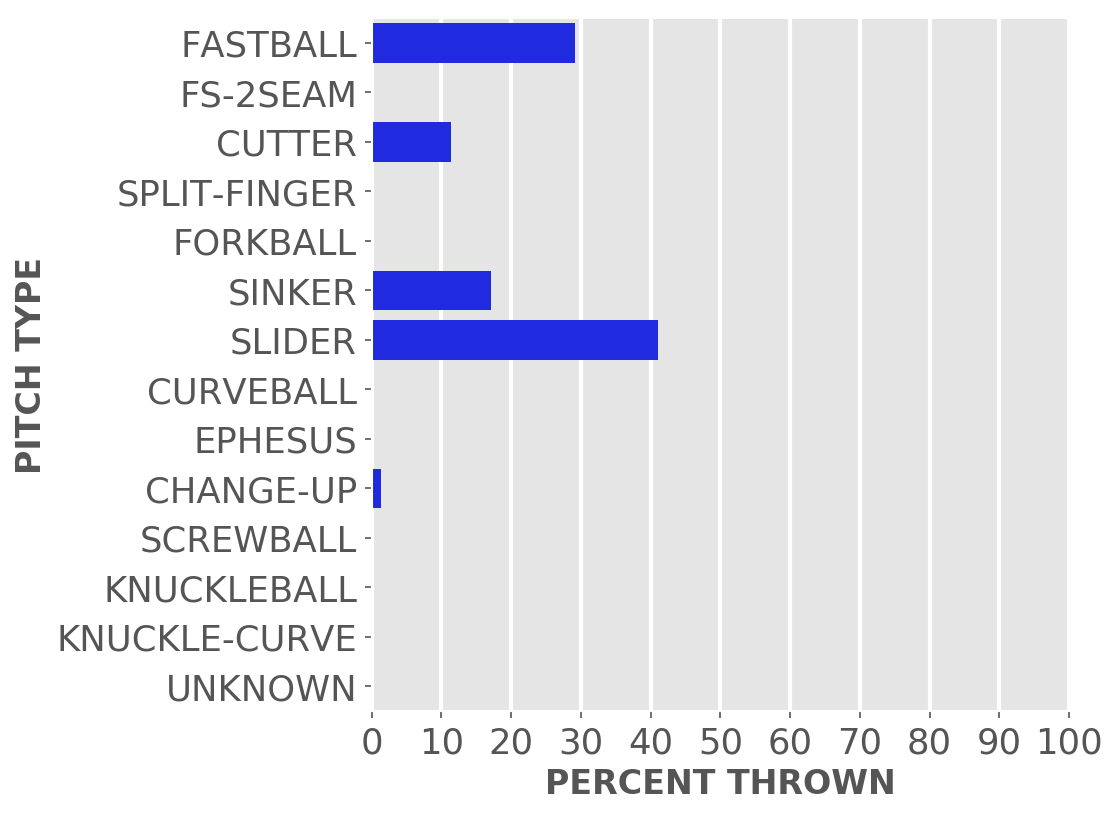 PITCH TYPE
FASTBALL
FS-2SEAM
CUTTER
SPLIT-FINGER
FORKBALL
SINKER
SLIDER
CURVEBALL
EPHESUS
CHANGE-UP
SCREWBALL
KNUCKLEBALL
KNUCKLE-CURVE
UNKNOWN
0 10 20 30 40 50 60 70 80 90 100
PERCENT THROWN